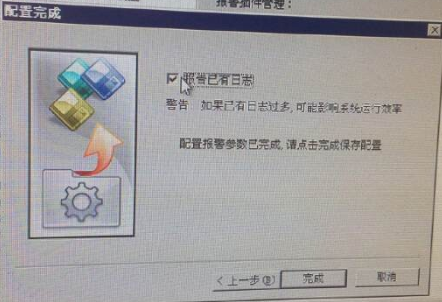 报警插件管理：
配置完成
报警已有日志
警告 如果已有日志过多,可能影响系统运行效率
配置报警参数已完成,请点击完成保存配置
<上一步(B)
完成
取消